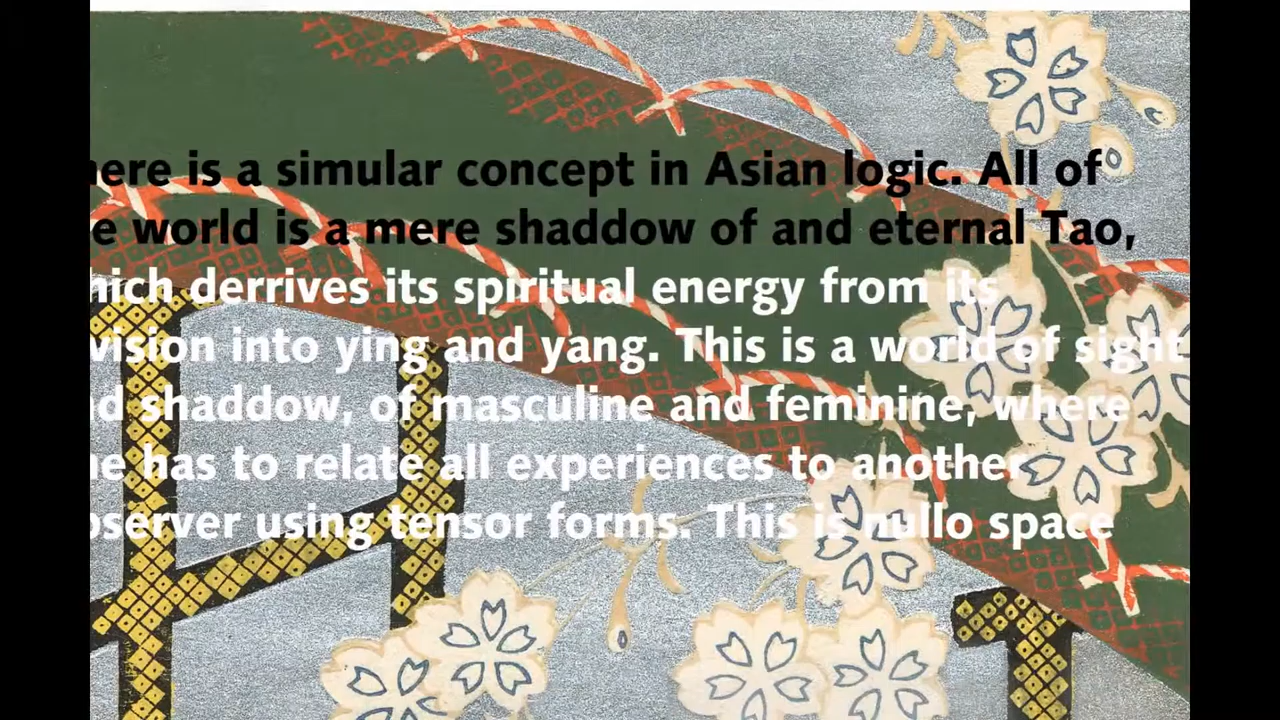 here is a simular concept in Asian logic. All of
e world is a mere shaddow of and eternal Tao,
hich derrives its spiritual energy from its
vision into ying and yang. This is a world of sight
d shaddow, of masculine and feminine, where
e has to relate all experiences to another
bserver using tensor forms. This is nullo space